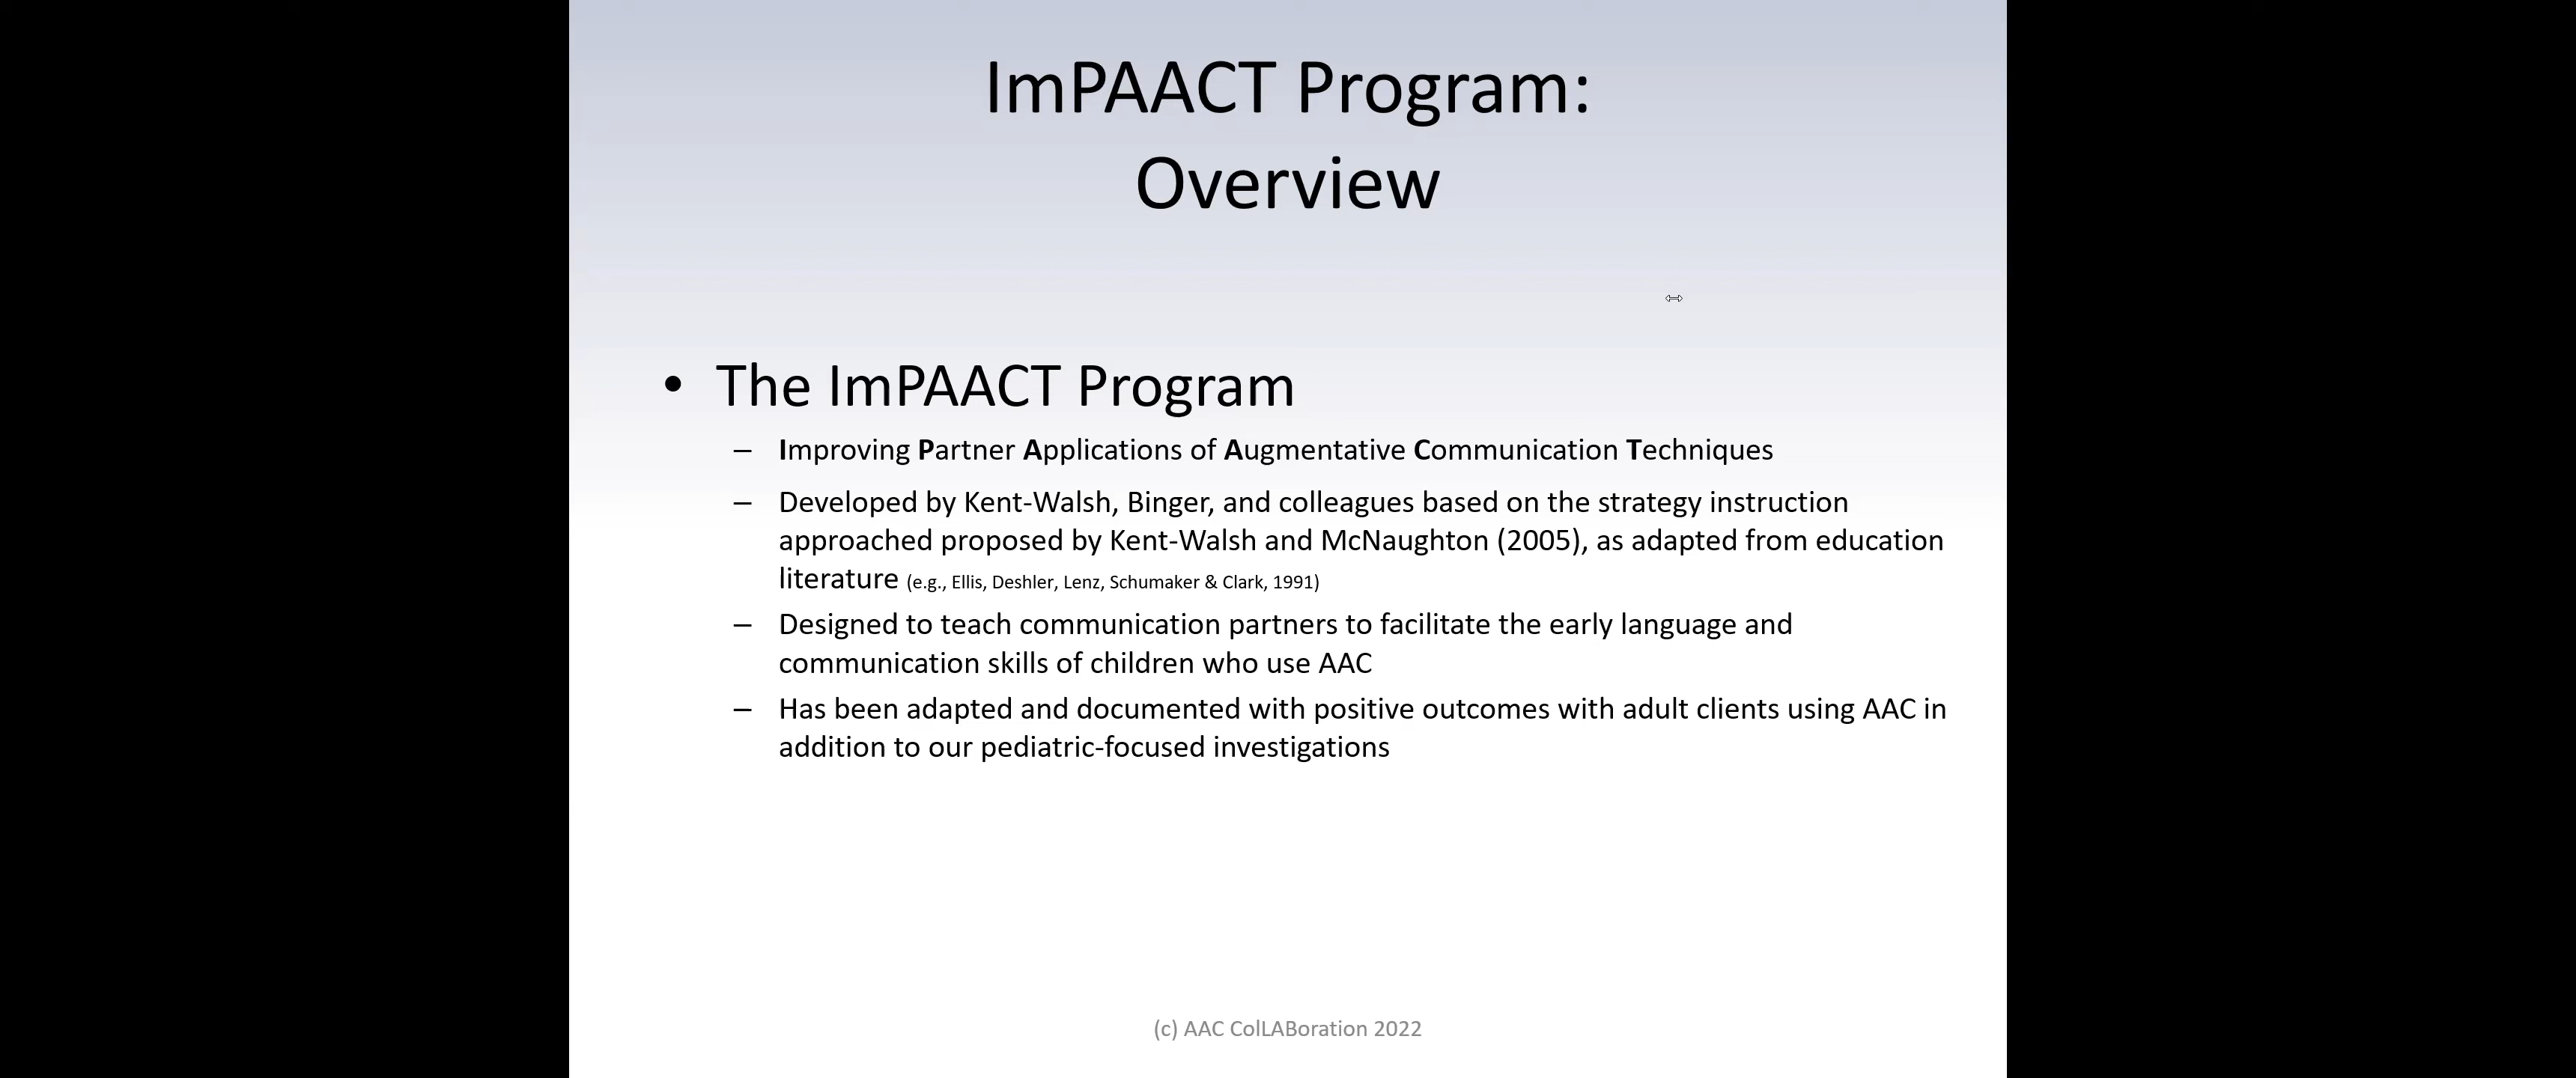 ImPAACT Program:
Overview
• The ImPAACT Program
– Improving Partner Applications of Augmentative Communication Techniques
– Developed by Kent-Walsh, Binger, and colleagues based on the strategy instruction
approached proposed by Kent-Walsh and McNaughton (2005), as adapted from education
literature (e.g., Ellis, Deshler, Lenz, Schumaker & Clark, 1991)
– Designed to teach communication partners to facilitate the early language and
communication skills of children who use AAC
– Has been adapted and documented with positive outcomes with adult clients using AAC in
addition to our pediatric-focused investigations
(c) AAC ColLABoration 2022